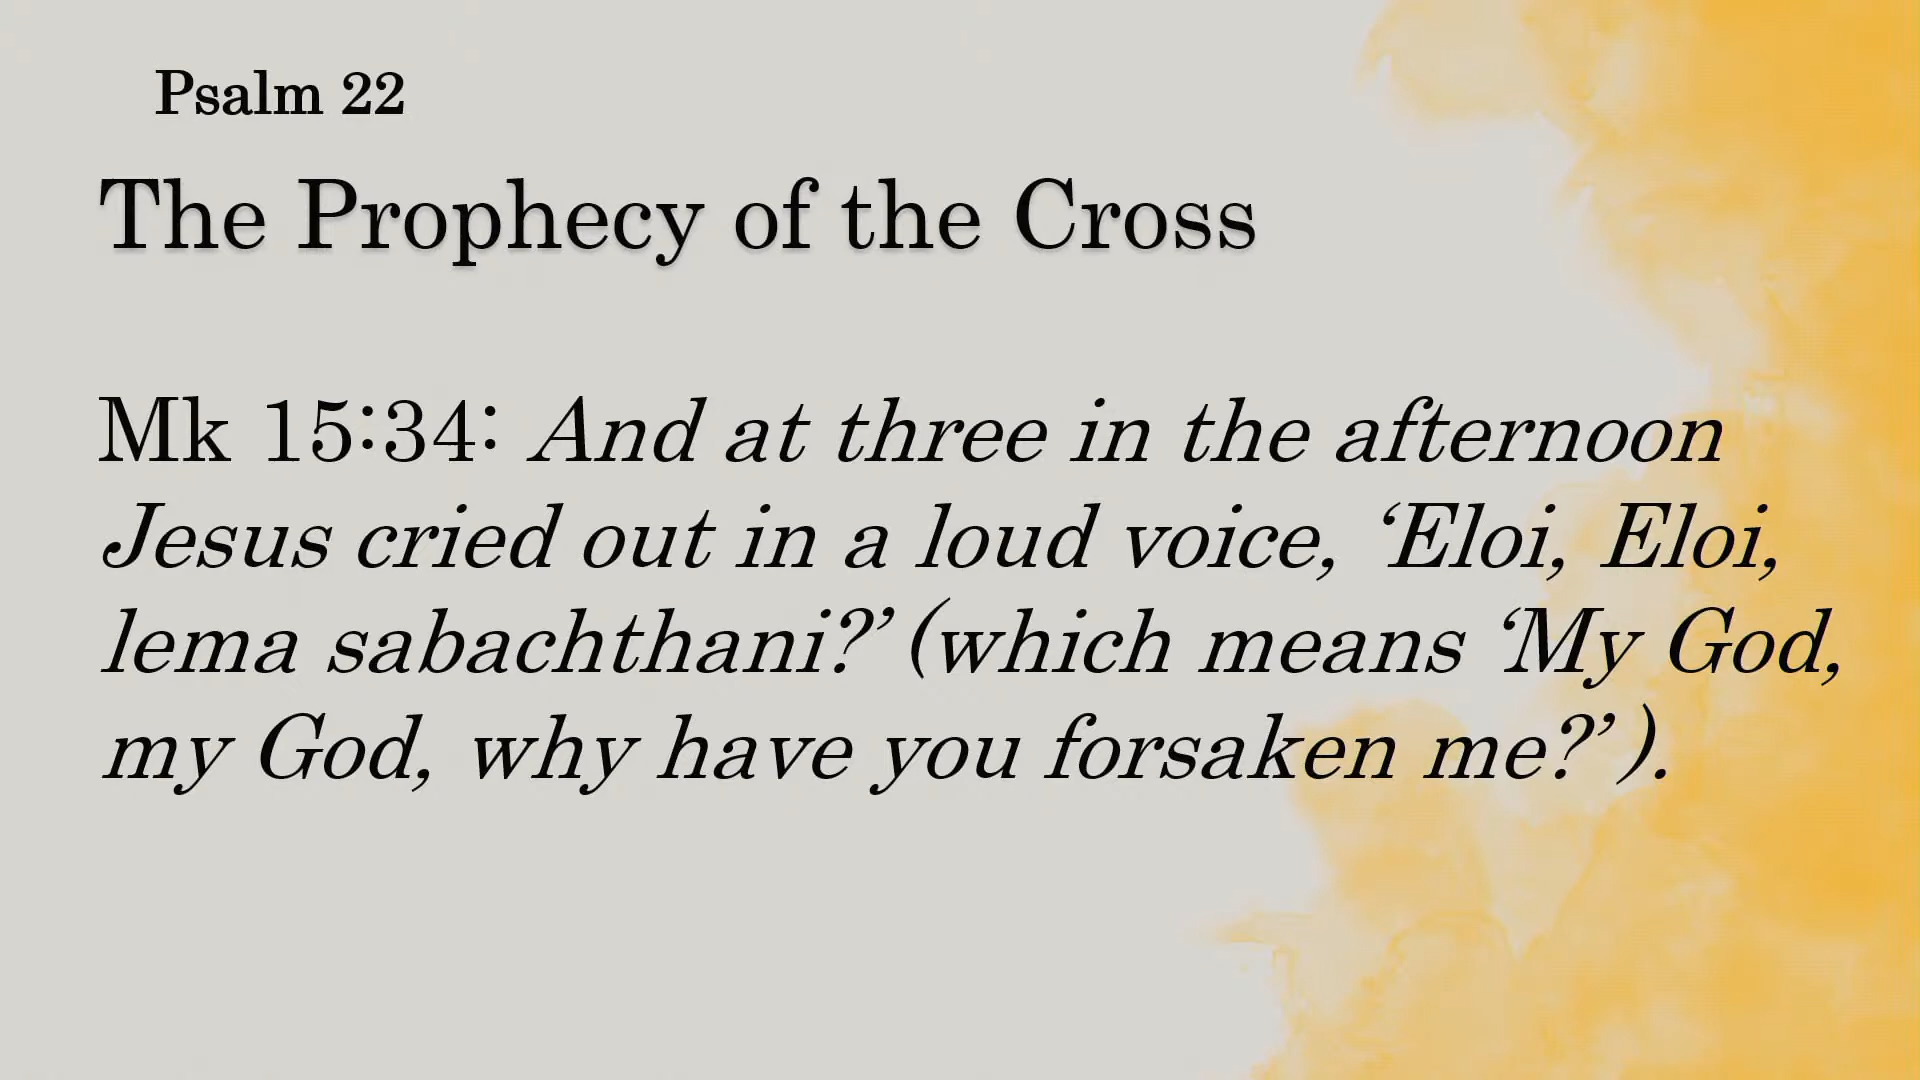 Psalm 22
The Prophecy of the Cross
Mk 15:34: And at three in the afternoon
Jesus cried out in a loud voice, ‘Eloi, Eloi,
lema sabachthani?’ (which means ‘My God,
my God, why have you forsaken me?’).